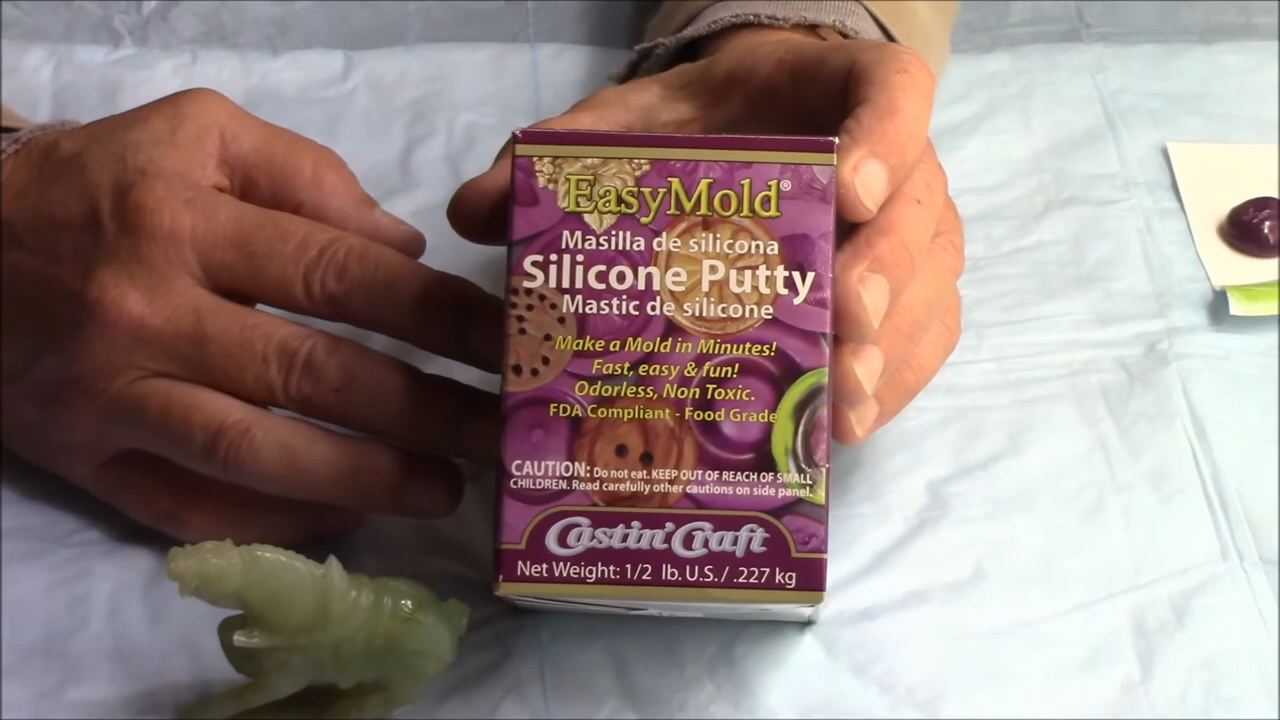 EasyMold®
Masilla de silicona
Silicone Putty
Mastic de silicone
Make a Mold in Minutes!
Fast, easy & fun!
Odorless, Non Toxic.
FDA Compliant - Food Grade
CAUTION: Do not eat. KEEP OUT OF REACH OF SMALL
CHILDREN. Read carefully other cautions on side panel.
Castin'Craft
Net Weight: 1/2 lb. U.S. / .227 kg